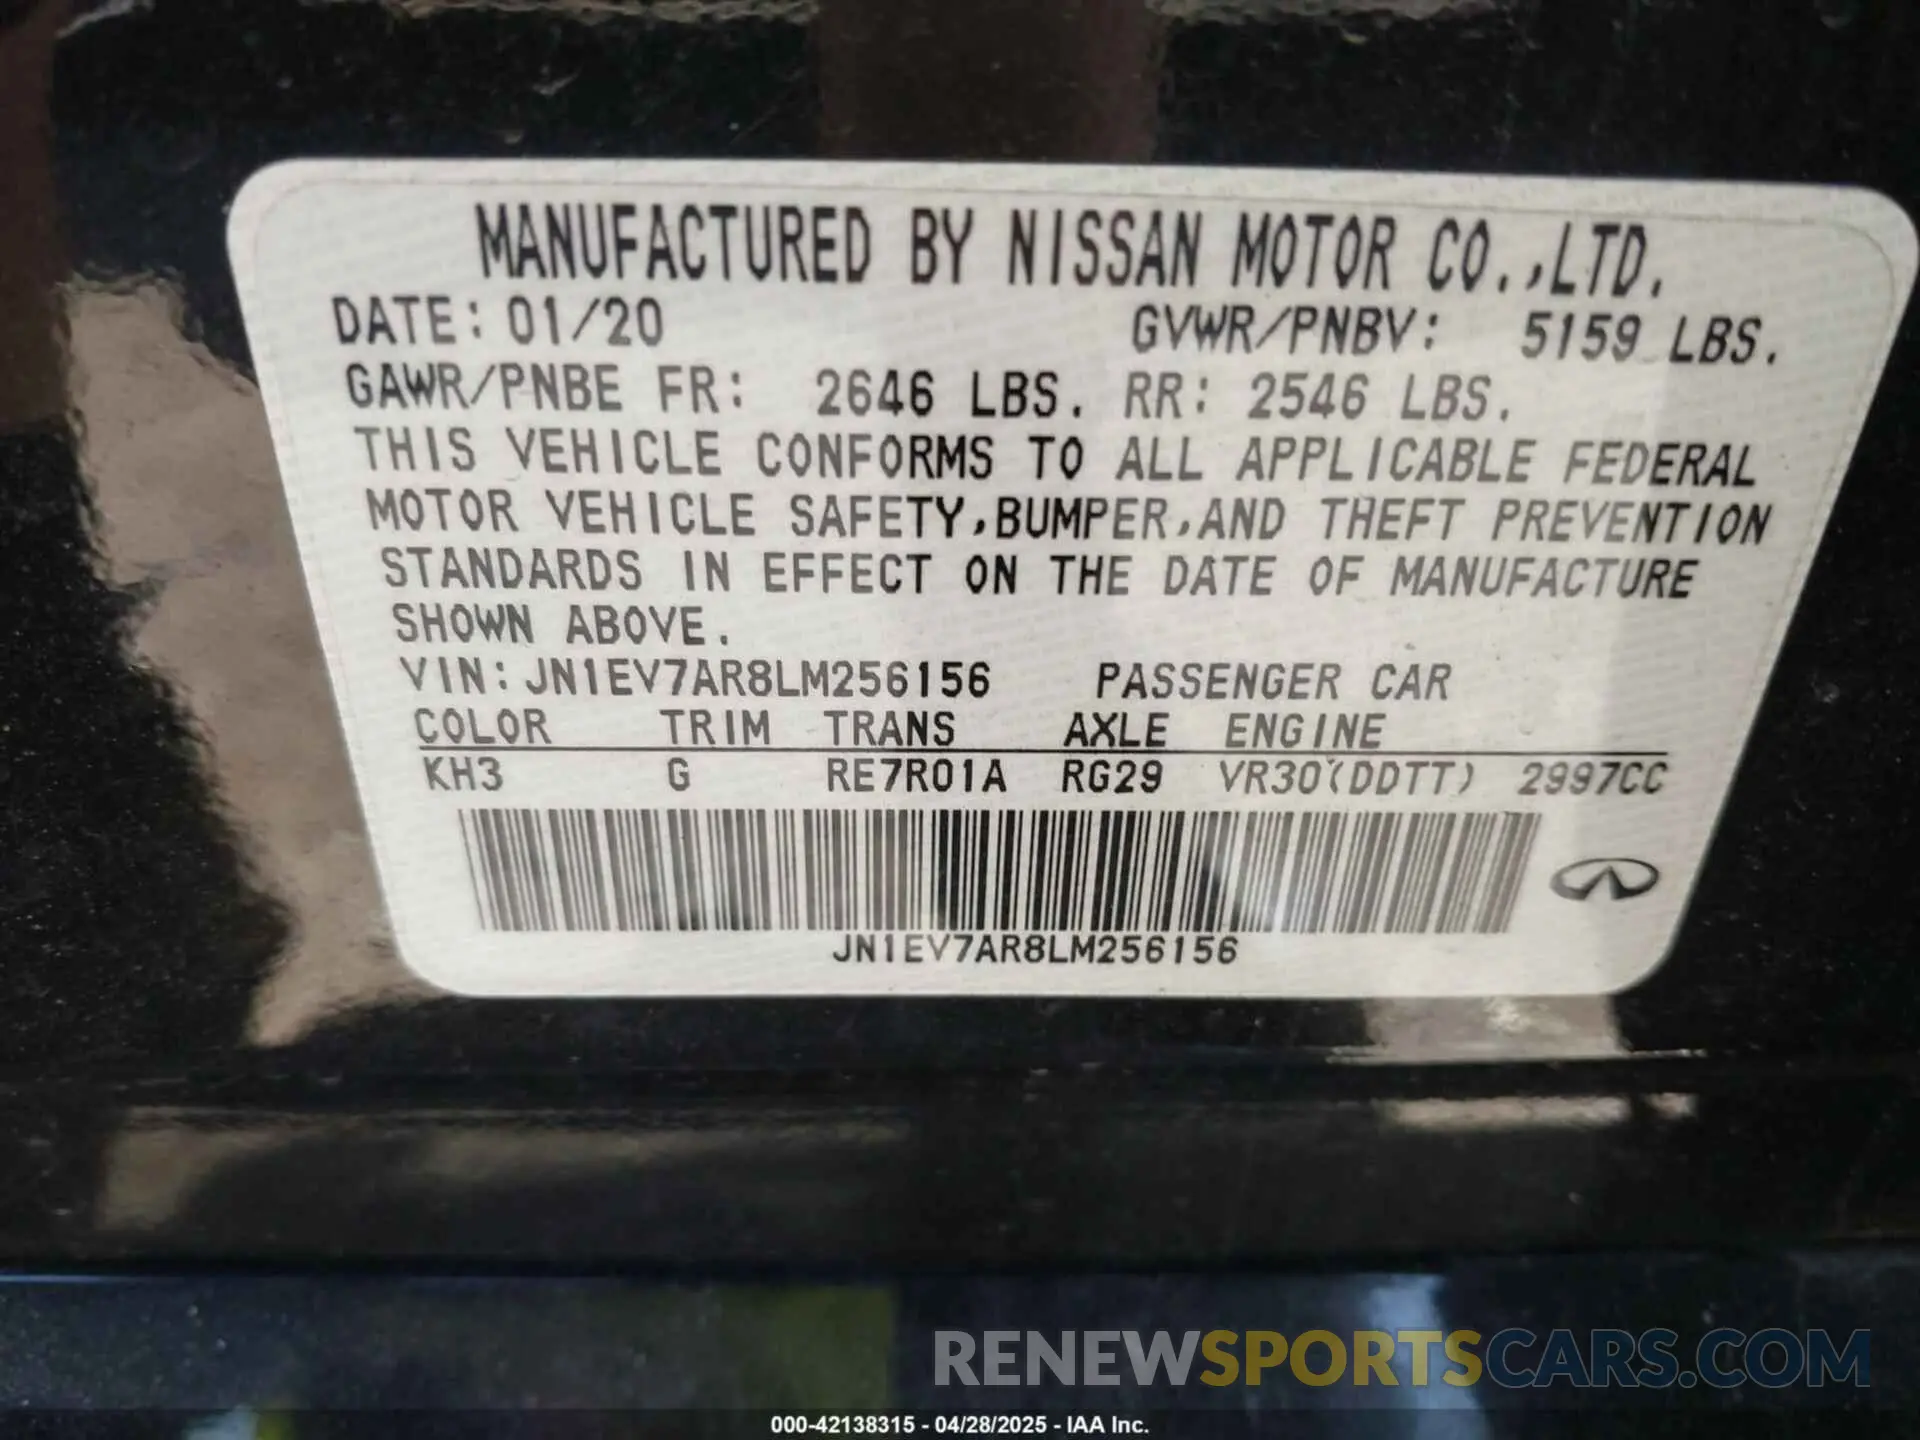 MANUFACTURED BY NISSAN MOTOR CO.,LTD.
DATE: 01/20 GVWR/PNBV: 5159 LBS.
GAWR/PNBE FR: 2646 LBS. RR: 2546 LBS.
THIS VEHICLE CONFORMS TO ALL APPLICABLE FEDERAL
MOTOR VEHICLE SAFETY,BUMPER,AND THEFT PREVENTION
STANDARDS IN EFFECT ON THE DATE OF MANUFACTURE
SHOWN ABOVE.
VIN: JN1EV7AR8LM256156 PASSENGER CAR
COLOR TRIM TRANS AXLE ENGINE
KH3 G RE7R01A RG29 VR30(DDTT) 2997CC
JN1EV7AR8LM256156
RENEWSPORTSCARS.COM
000-42138315 - 04/28/2025 - IAA Inc.